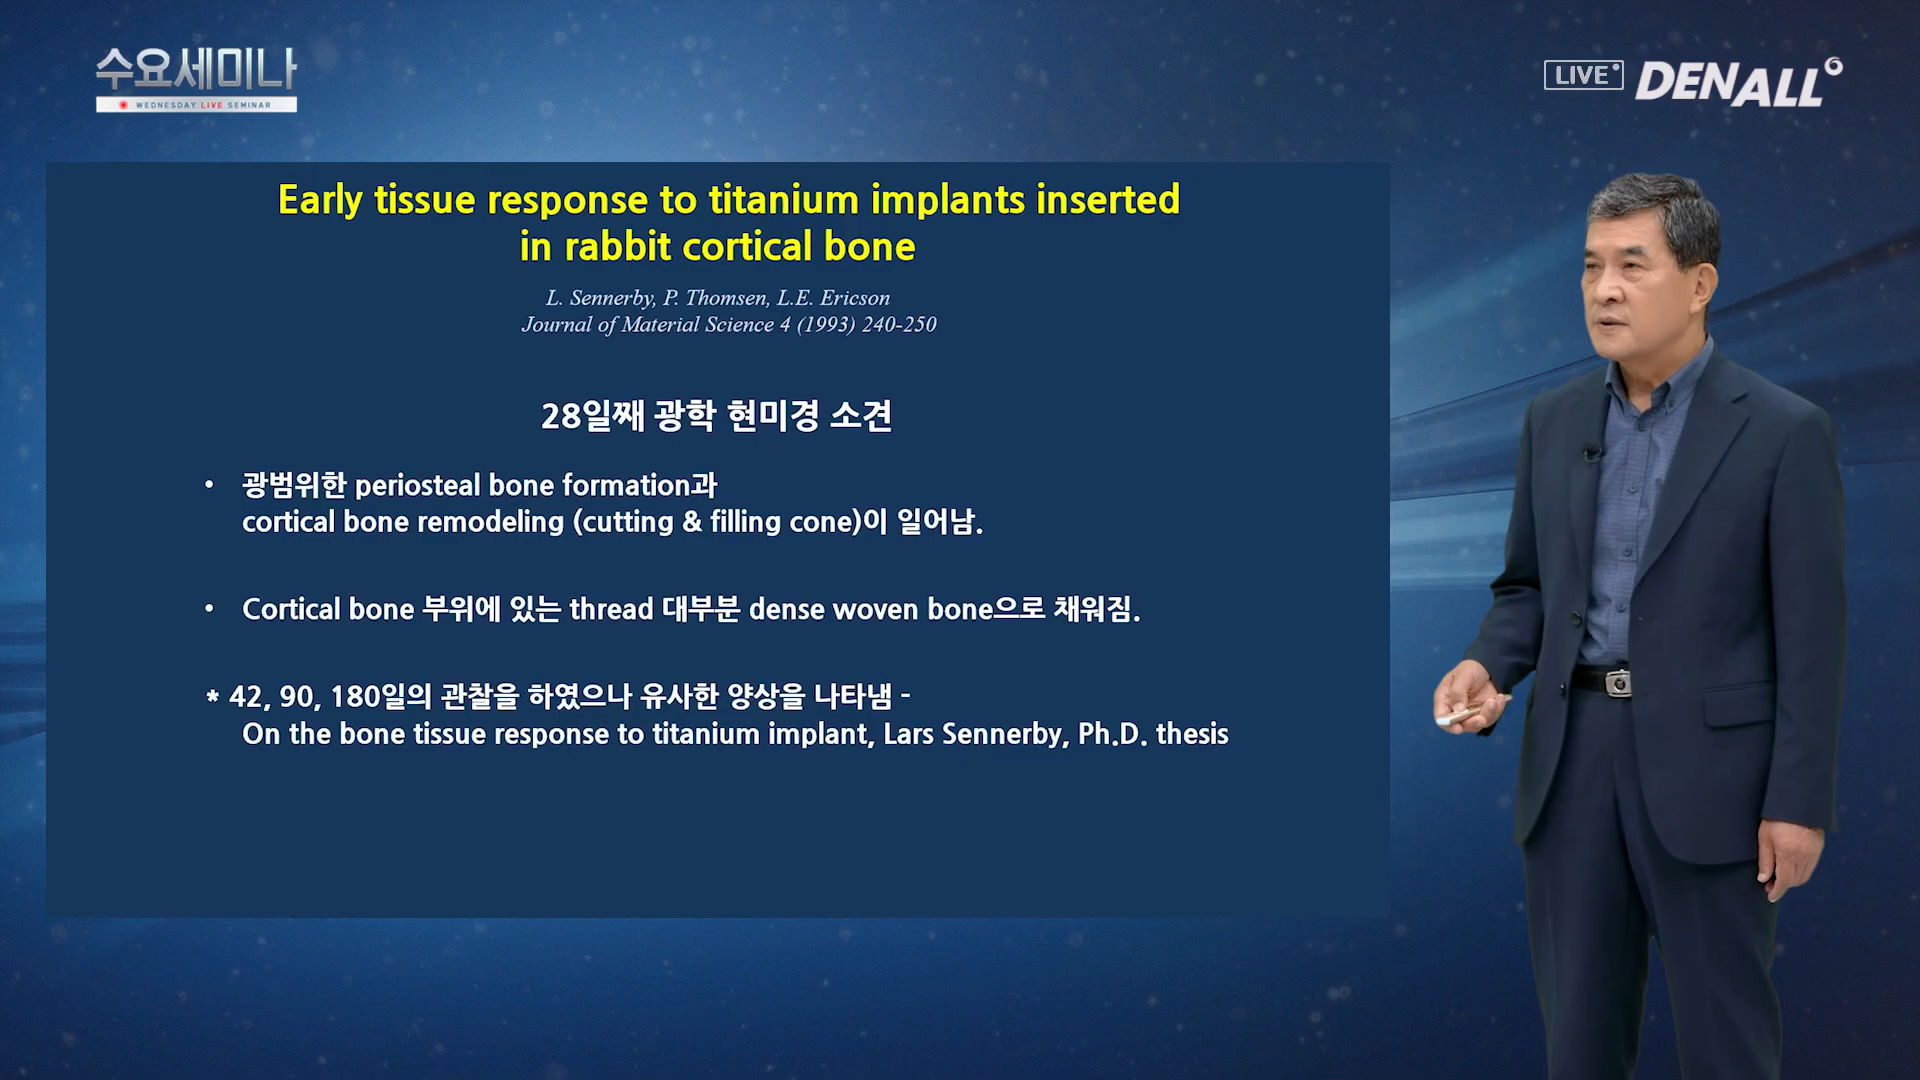 수요세미나
WEDNESDAY LIVE SEMINAR
LIVE
DENALL
Early tissue response to titanium implants inserted
in rabbit cortical bone
L. Sennerby, P. Thomsen, L.E. Ericson
Journal of Material Science 4 (1993) 240-250
28일째 광학 현미경 소견
• 광범위한 periosteal bone formation과
cortical bone remodeling (cutting & filling cone)이 일어남.
• Cortical bone 부위에 있는 thread 대부분 dense woven bone으로 채워짐.
* 42, 90, 180일의 관찰을 하였으나 유사한 양상을 나타냄 -
On the bone tissue response to titanium implant, Lars Sennerby, Ph.D. thesis